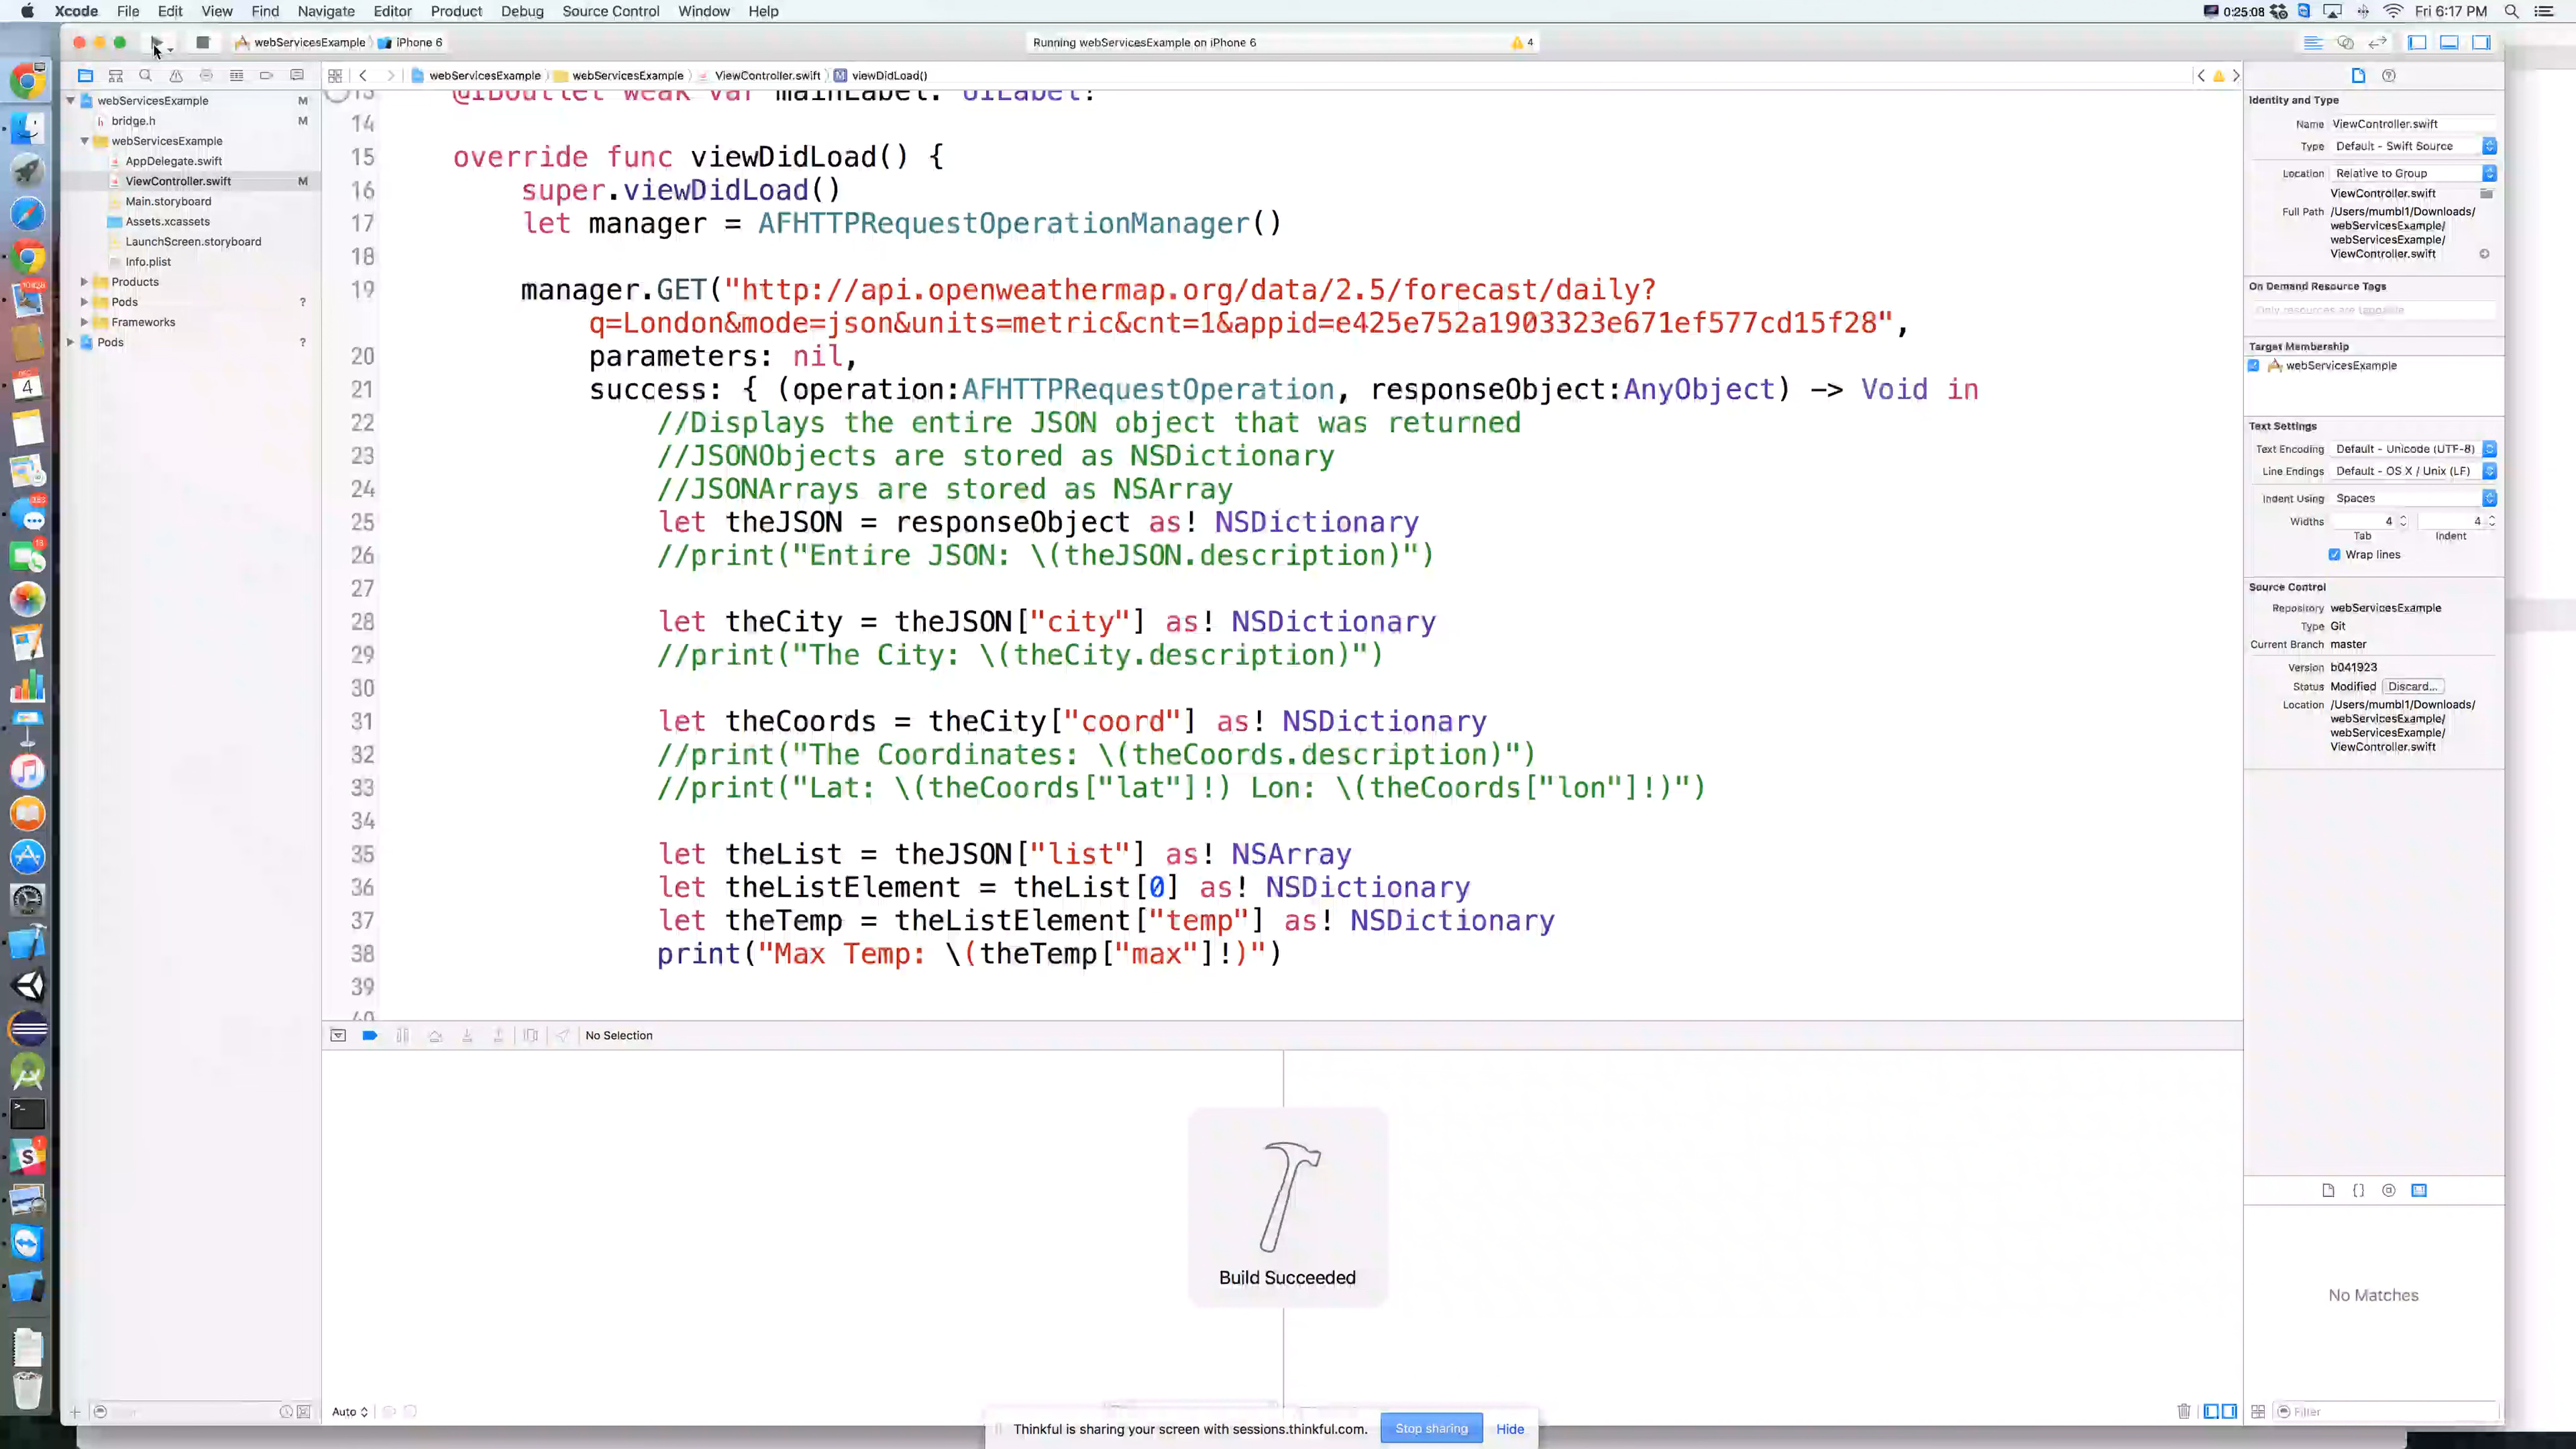 Xcode File Edit View Find Navigate Editor Product Debug Source Control Window Help 0:25:08 Fri 6:17 PM
webServicesExample iPhone 6 Running webServicesExample on iPhone 6 4
webServicesExample webServicesExample ViewController.swift M viewDidLoad()
webServicesExample M
bridge.h M
webServicesExample
AppDelegate.swift
ViewController.swift M
Main.storyboard
Assets.xcassets
LaunchScreen.storyboard
Info.plist
Products
Pods ?
Frameworks
Pods ?
13 @IBOutlet weak var mainLabel: UILabel!
14
15 override func viewDidLoad() {
16 super.viewDidLoad()
17 let manager = AFHTTPRequestOperationManager()
18
19 manager.GET("http://api.openweathermap.org/data/2.5/forecast/daily?
q=London&mode=json&units=metric&cnt=1&appid=e425e752a1903323e671ef577cd15f28",
20 parameters: nil,
21 success: { (operation:AFHTTPRequestOperation, responseObject:AnyObject) -> Void in
22 //Displays the entire JSON object that was returned
23 //JSONObjects are stored as NSDictionary
24 //JSONArrays are stored as NSArray
25 let theJSON = responseObject as! NSDictionary
26 //print("Entire JSON: \(theJSON.description)")
27
28 let theCity = theJSON["city"] as! NSDictionary
29 //print("The City: \(theCity.description)")
30
31 let theCoords = theCity["coord"] as! NSDictionary
32 //print("The Coordinates: \(theCoords.description)")
33 //print("Lat: \(theCoords["lat"]!) Lon: \(theCoords["lon"]!)")
34
35 let theList = theJSON["list"] as! NSArray
36 let theListElement = theList[0] as! NSDictionary
37 let theTemp = theListElement["temp"] as! NSDictionary
38 print("Max Temp: \(theTemp["max"]!)")
39
40
No Selection
Build Succeeded
Auto
Thinkful is sharing your screen with sessions.thinkful.com. Stop sharing Hide
Identity and Type
Name ViewController.swift
Type Default - Swift Source
Location Relative to Group
ViewController.swift
Full Path /Users/mumbl1/Downloads/
webServicesExample/
webServicesExample/
ViewController.swift
On Demand Resource Tags
Only resources are taggable
Target Membership
webServicesExample
Text Settings
Text Encoding Default - Unicode (UTF-8)
Line Endings Default - OS X / Unix (LF)
Indent Using Spaces
Widths 4 4
Tab Indent
Wrap lines
Source Control
Repository webServicesExample
Type Git
Current Branch master
Version b041923
Status Modified Discard...
Location /Users/mumbl1/Downloads/
webServicesExample/
webServicesExample/
ViewController.swift
No Matches
Filter